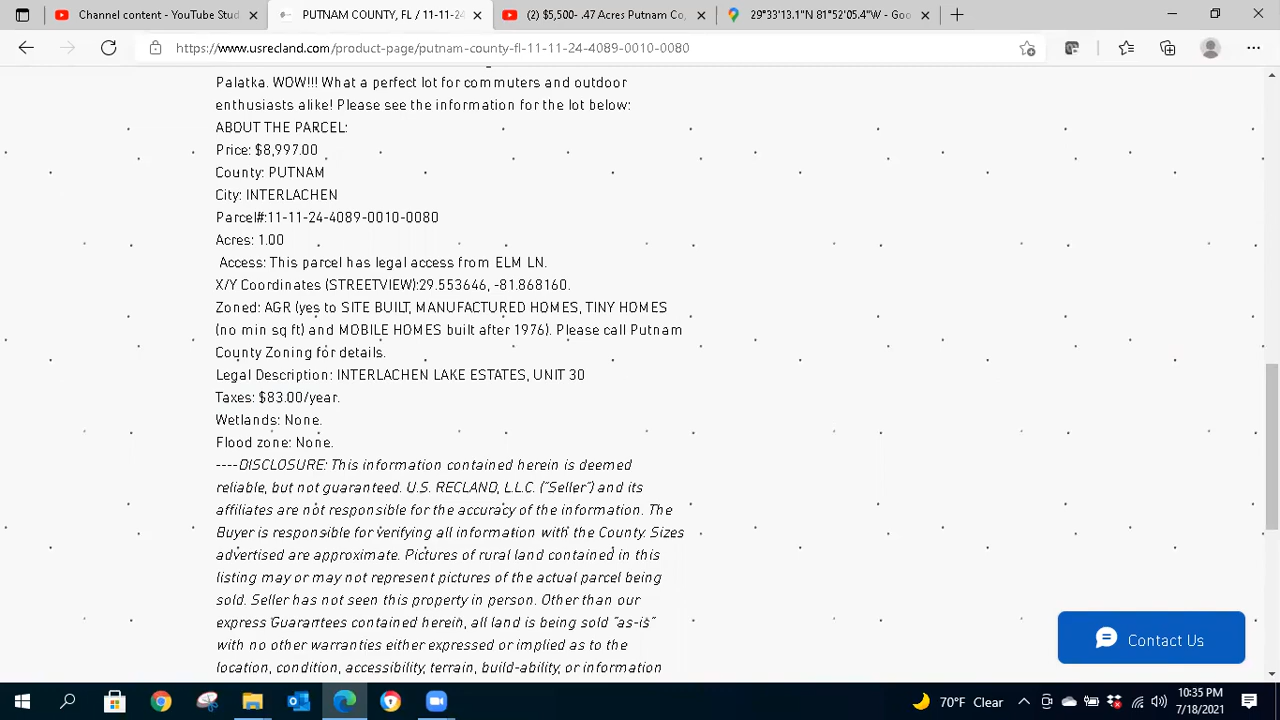 Channel content - YouTube Stud
PUTNAM COUNTY, FL / 11-11-24
(2) $5,500- .47 Acres Putnam Co,
29°33'13.1"N 81°52'05.4"W - Goo
https://www.usrecland.com/product-page/putnam-county-fl-11-11-24-4089-0010-0080
Palatka. WOW!!! What a perfect lot for commuters and outdoor
enthusiasts alike! Please see the information for the lot below:
ABOUT THE PARCEL:
Price: $8,997.00
County: PUTNAM
City: INTERLACHEN
Parcel#:11-11-24-4089-0010-0080
Acres: 1.00
Access: This parcel has legal access from ELM LN.
X/Y Coordinates (STREETVIEW):29.553646, -81.868160.
Zoned: AGR (yes to SITE BUILT, MANUFACTURED HOMES, TINY HOMES
(no min sq ft) and MOBILE HOMES built after 1976). Please call Putnam
County Zoning for details.
Legal Description: INTERLACHEN LAKE ESTATES, UNIT 30
Taxes: $83.00/year.
Wetlands: None.
Flood zone: None.
----DISCLOSURE: This information contained herein is deemed
reliable, but not guaranteed. U.S. RECLAND, L.L.C. ("Seller") and its
affiliates are not responsible for the accuracy of the information. The
Buyer is responsible for verifying all information with the County. Sizes
advertised are approximate. Pictures of rural land contained in this
listing may or may not represent pictures of the actual parcel being
sold. Seller has not seen this property in person. Other than our
express Guarantees contained herein, all land is being sold "as-is"
with no other warranties either expressed or implied as to the
location, condition, accessibility, terrain, build-ability, or information
Contact Us
70°F Clear
10:35 PM
7/18/2021